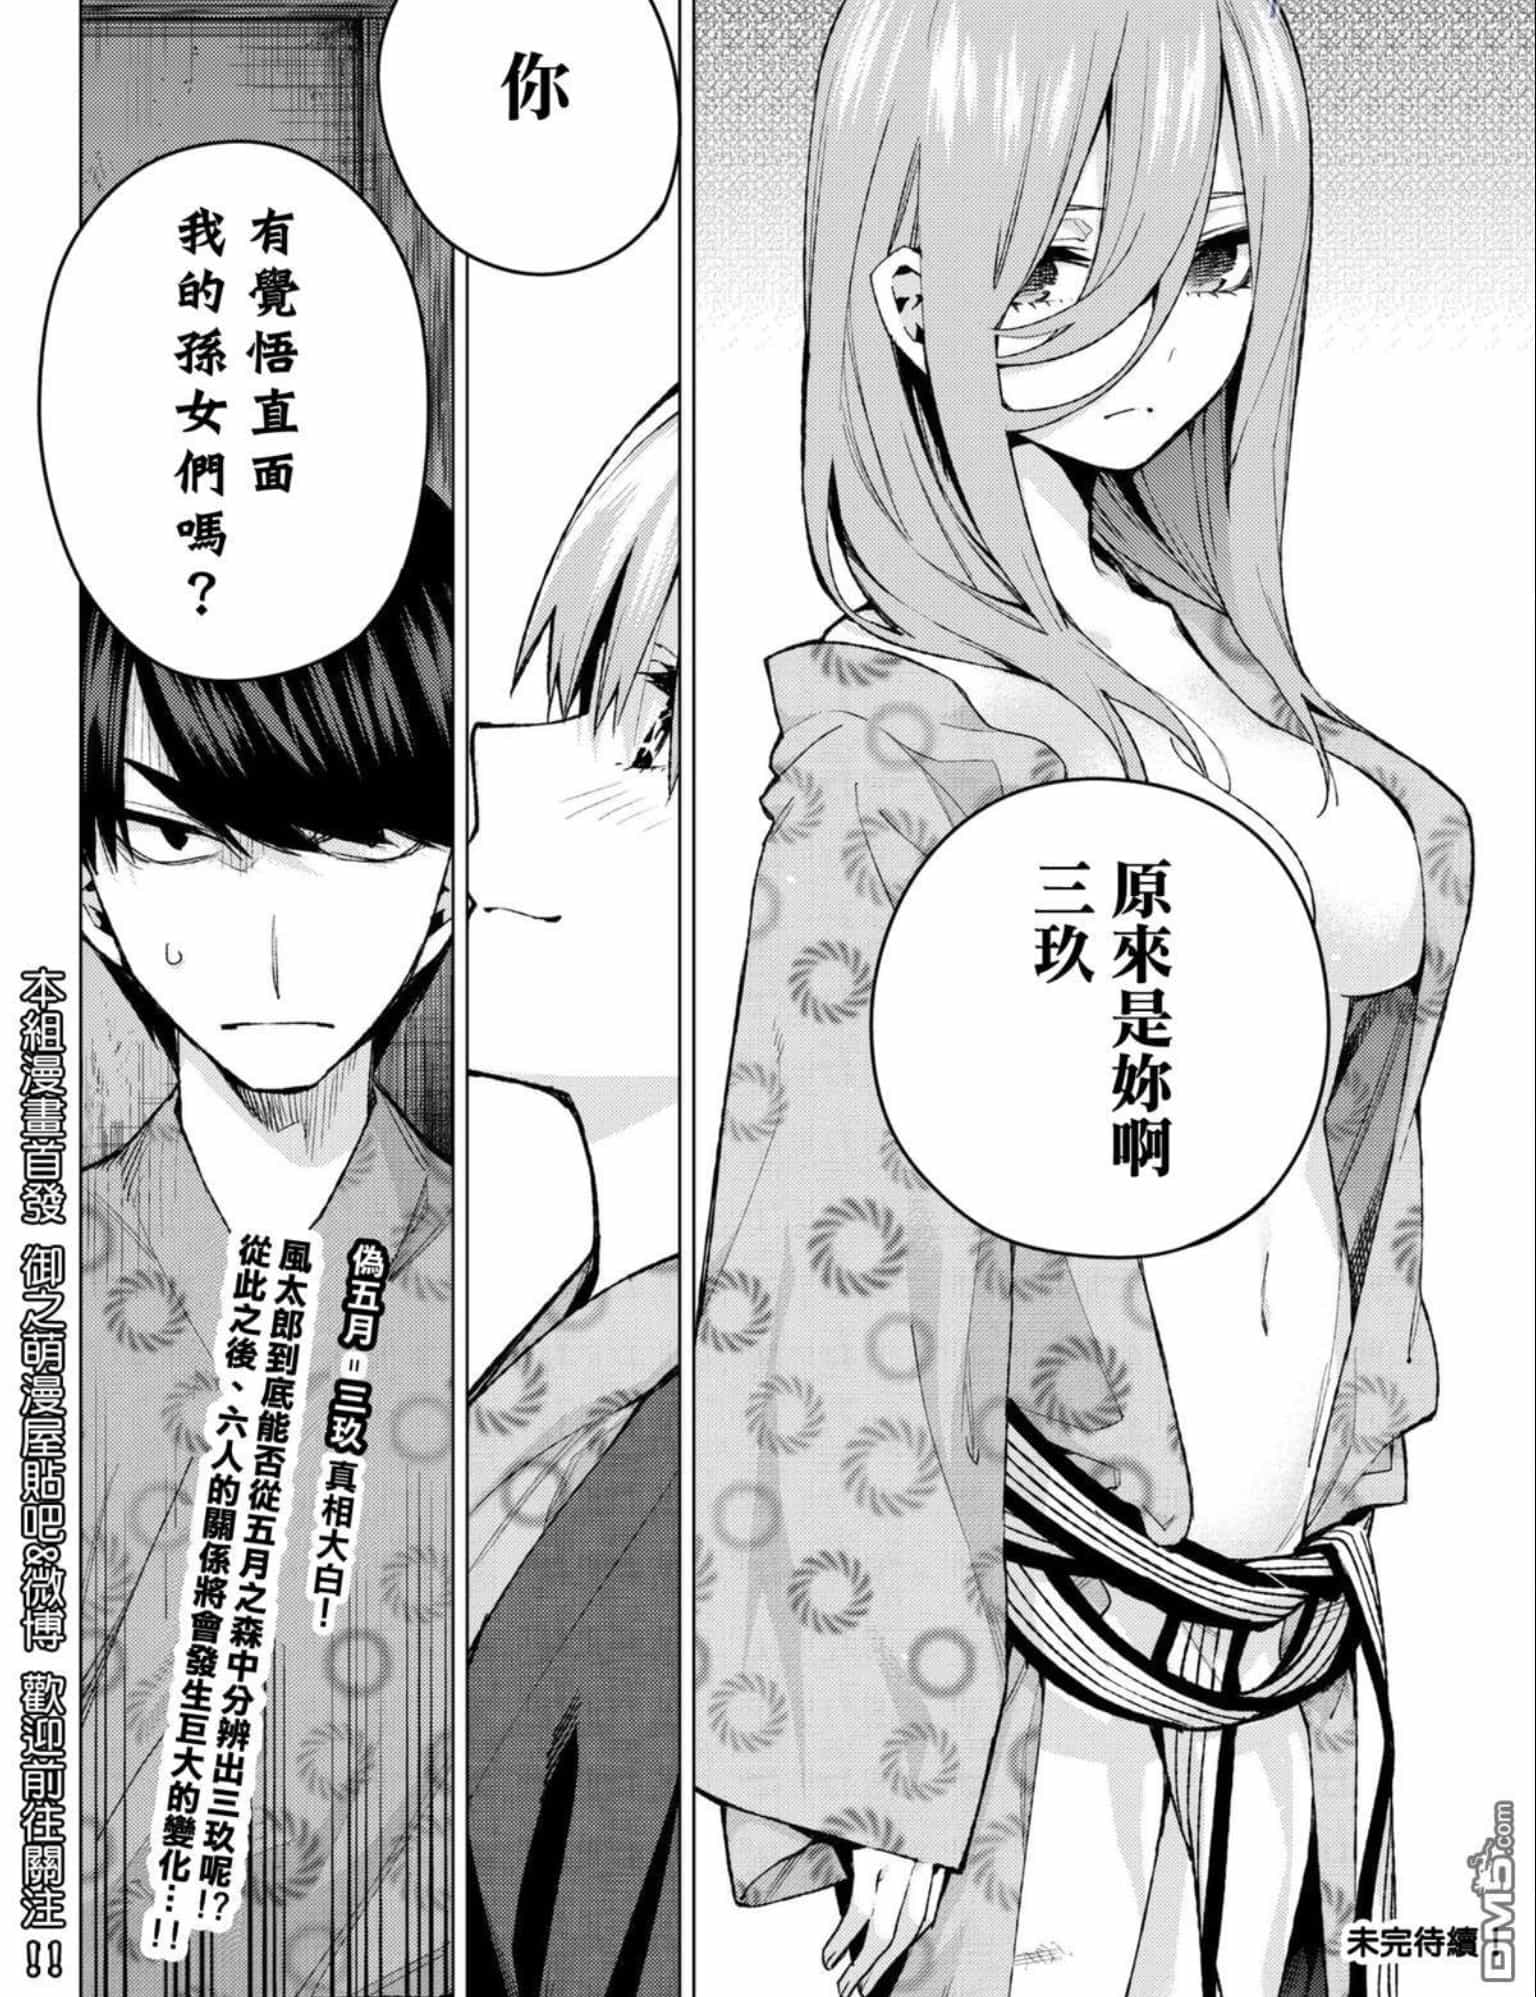 原來是妳啊
三玖
你
有覺悟直面
我的孫女們嗎？
偽五月=三玖 真相大白！
風太郎到底能否從五月之森中分辨出三玖呢!?
從此之後、六人的關係將會發生巨大的變化…!!
未完待續！
本組漫畫首發 御之萌漫屋貼吧&微博 歡迎前往關注!!
DM5.com